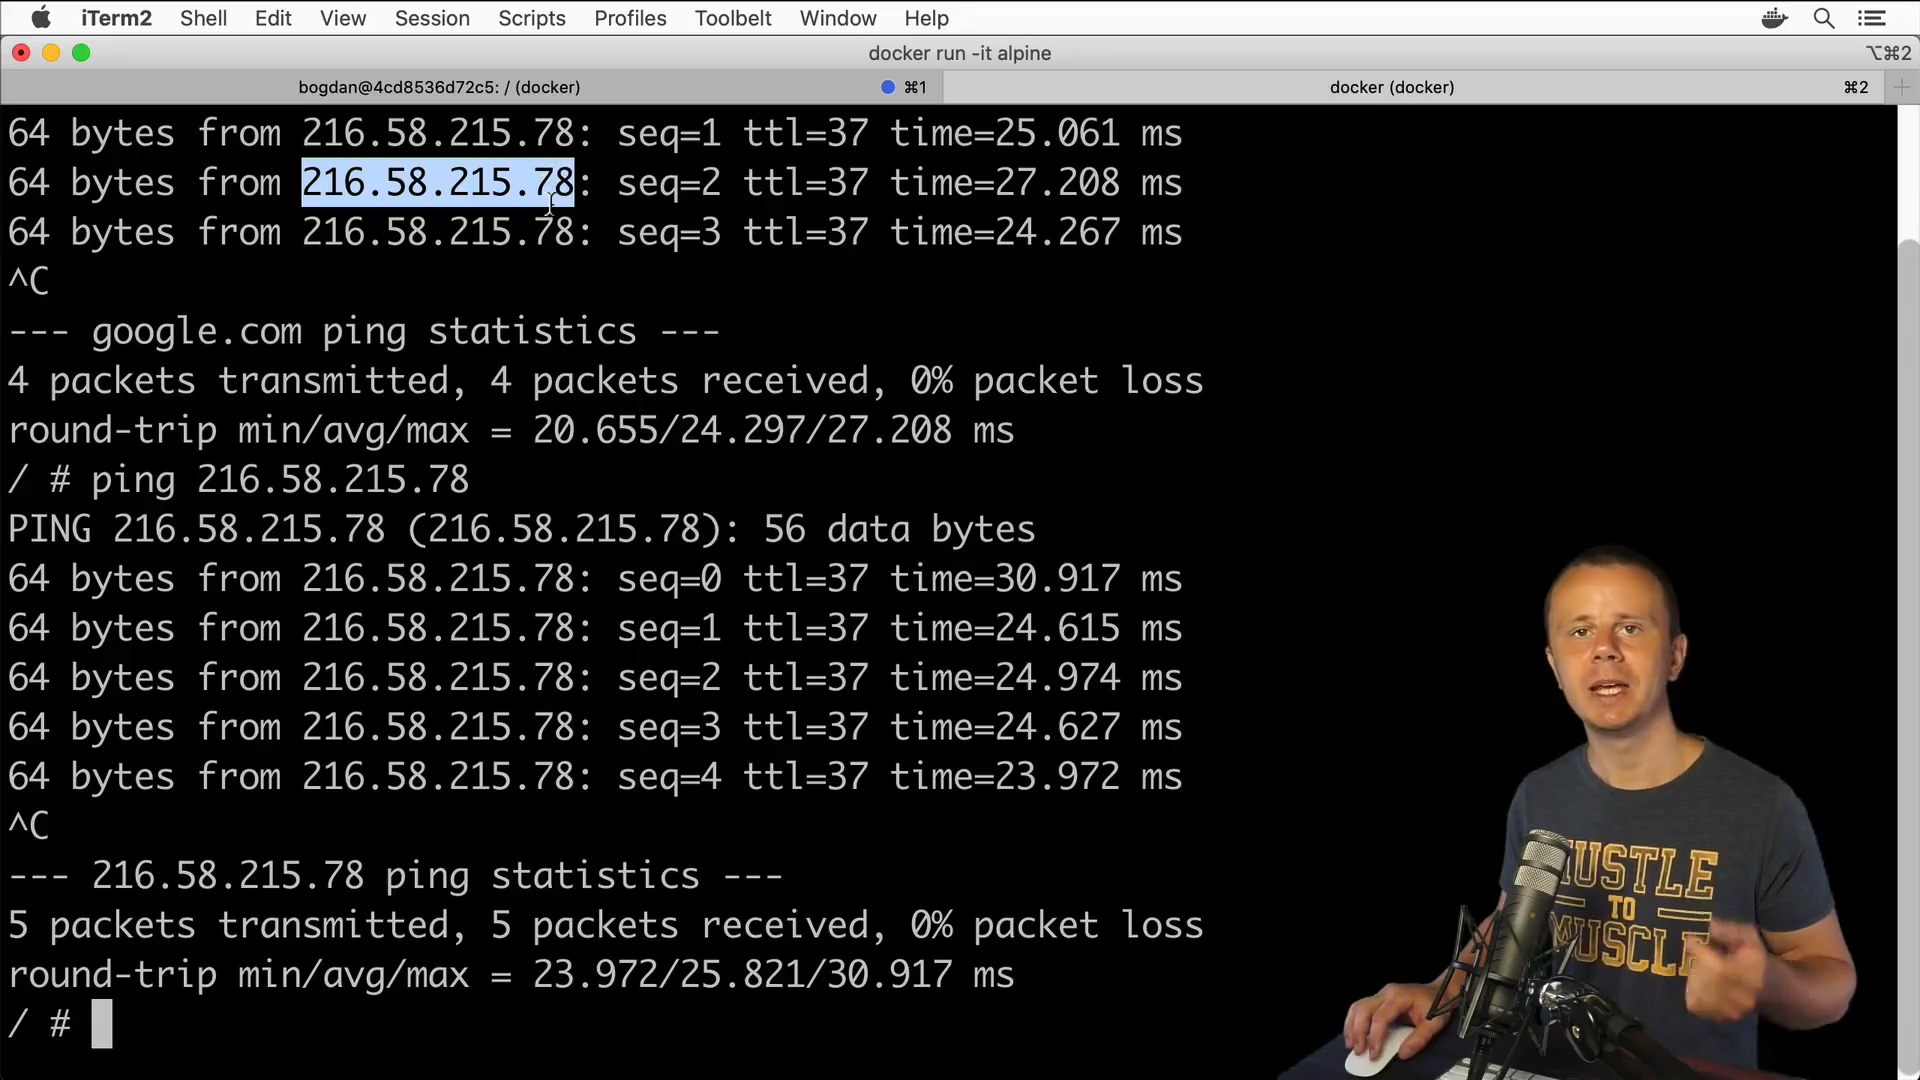 iTerm2 Shell Edit View Session Scripts Profiles Toolbelt Window Help
docker run -it alpine ⌥⌘2
bogdan@4cd8536d72c5: / (docker) ⌘1 docker (docker) ⌘2
64 bytes from 216.58.215.78: seq=1 ttl=37 time=25.061 ms
64 bytes from 216.58.215.78: seq=2 ttl=37 time=27.208 ms
64 bytes from 216.58.215.78: seq=3 ttl=37 time=24.267 ms
^C
--- google.com ping statistics ---
4 packets transmitted, 4 packets received, 0% packet loss
round-trip min/avg/max = 20.655/24.297/27.208 ms
/ # ping 216.58.215.78
PING 216.58.215.78 (216.58.215.78): 56 data bytes
64 bytes from 216.58.215.78: seq=0 ttl=37 time=30.917 ms
64 bytes from 216.58.215.78: seq=1 ttl=37 time=24.615 ms
64 bytes from 216.58.215.78: seq=2 ttl=37 time=24.974 ms
64 bytes from 216.58.215.78: seq=3 ttl=37 time=24.627 ms
64 bytes from 216.58.215.78: seq=4 ttl=37 time=23.972 ms
^C
--- 216.58.215.78 ping statistics ---
5 packets transmitted, 5 packets received, 0% packet loss
round-trip min/avg/max = 23.972/25.821/30.917 ms
/ #
HUSTLE
TO
MUSCLE